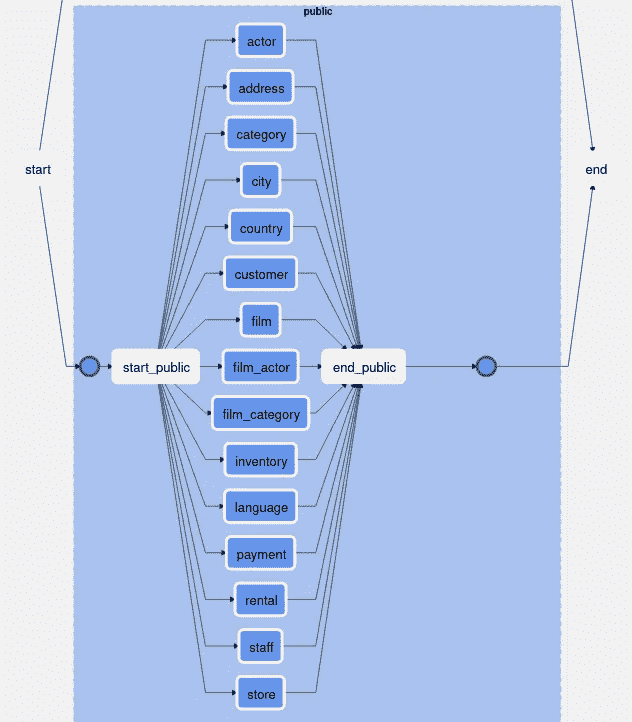 public
actor
address
category
city
country
customer
film
film_actor
film_category
inventory
language
payment
rental
staff
store
start
end
start_public
end_public